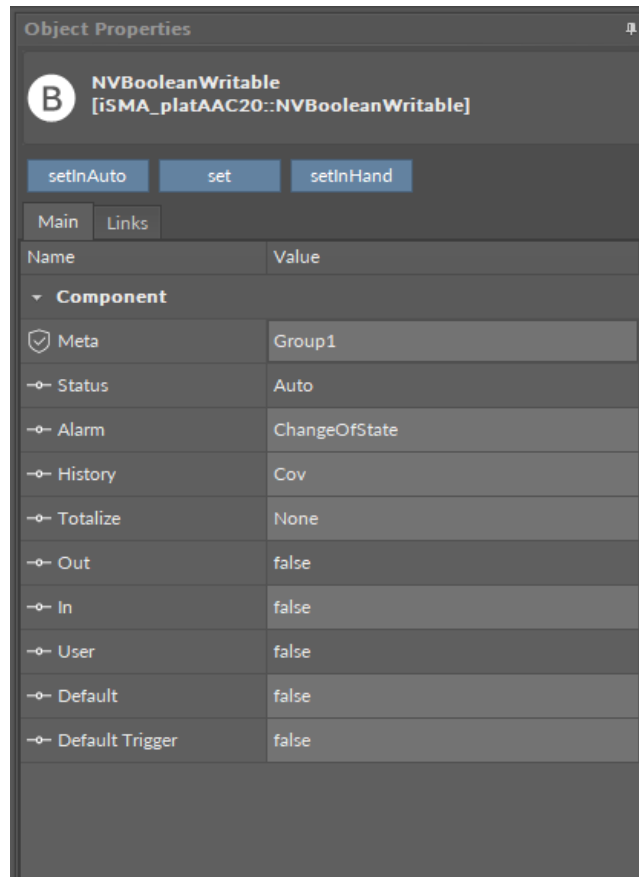 Object Properties
B
NVBooleanWritable
[iSMA_platAAC20::NVBooleanWritable]
setInAuto set setInHand
Main Links
Name Value
Component
Meta Group1
Status Auto
Alarm ChangeOfState
History Cov
Totalize None
Out false
In false
User false
Default false
Default Trigger false